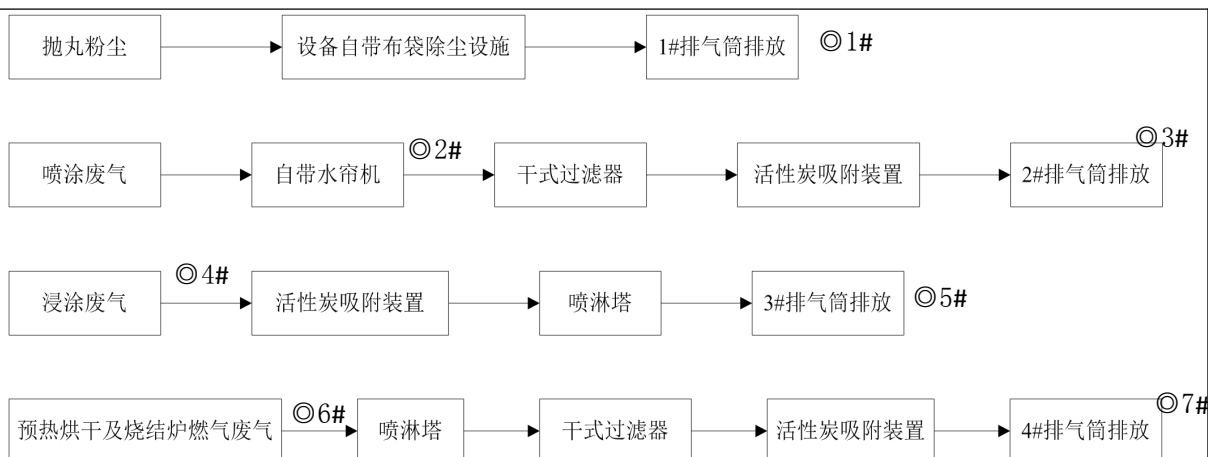 抛丸粉尘 设备自带布袋除尘设施 1#排气筒排放 ◎1#
喷涂废气 自带水帘机 ◎2# 干式过滤器 活性炭吸附装置 2#排气筒排放 ◎3#
浸涂废气 ◎4# 活性炭吸附装置 喷淋塔 3#排气筒排放 ◎5#
预热烘干及烧结炉燃气废气 ◎6# 喷淋塔 干式过滤器 活性炭吸附装置 4#排气筒排放 ◎7#